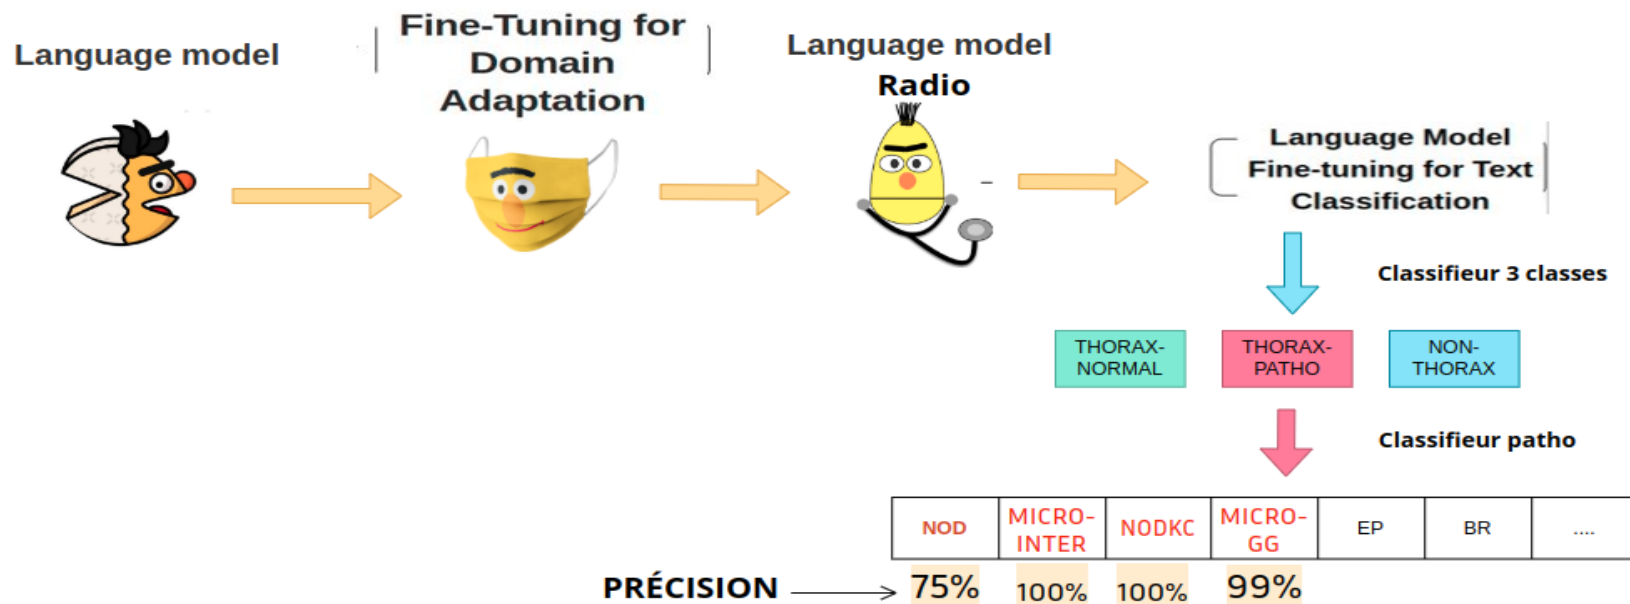 Language model
Fine-Tuning for
Domain
Adaptation
Language model
Radio
Language Model
Fine-tuning for Text
Classification
Classifieur 3 classes
THORAX-
NORMAL
THORAX-
PATHO
NON-
THORAX
Classifieur patho
NOD
MICRO-
INTER
NODKC
MICRO-
GG
EP
BR
....
PRÉCISION
75%
100%
100%
99%